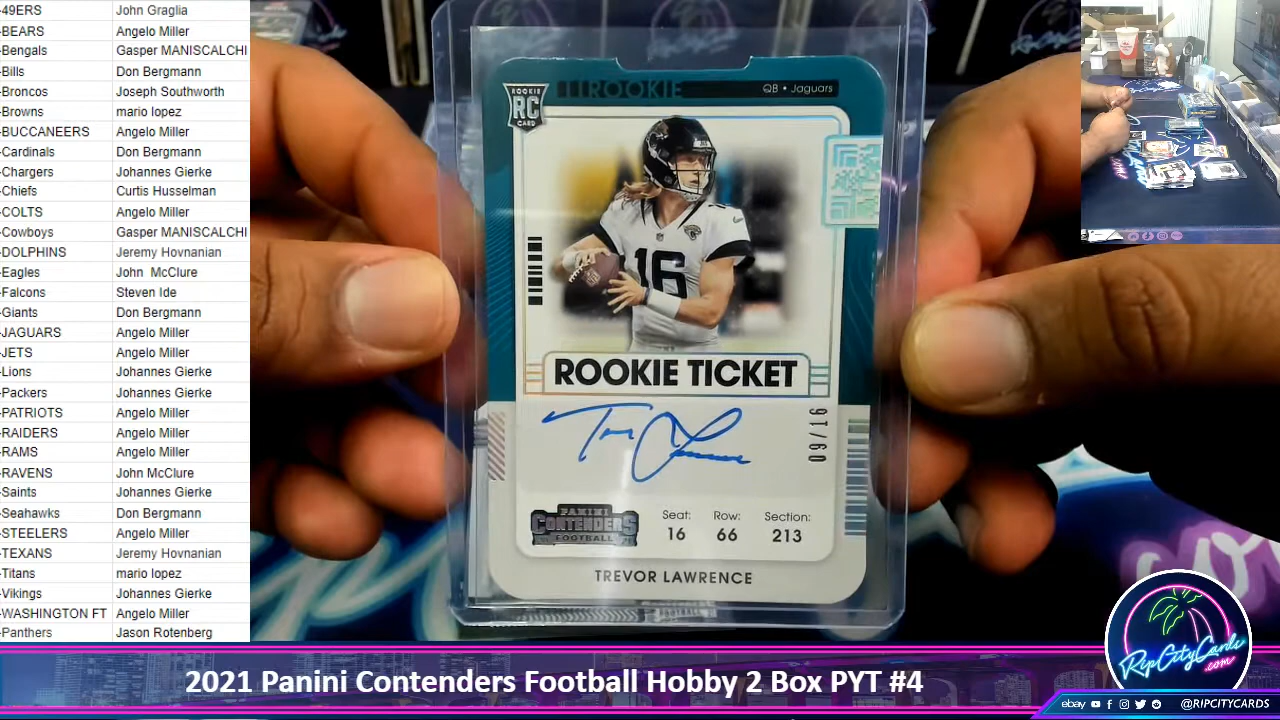 -49ERS John Graglia
-BEARS Angelo Miller
-Bengals Gasper MANISCALCHI
-Bills Don Bergmann
-Broncos Joseph Southworth
-Browns mario lopez
-BUCCANEERS Angelo Miller
-Cardinals Don Bergmann
-Chargers Johannes Gierke
-Chiefs Curtis Husselman
-COLTS Angelo Miller
-Cowboys Gasper MANISCALCHI
-DOLPHINS Jeremy Hovnanian
-Eagles John McClure
-Falcons Steven Ide
-Giants Don Bergmann
-JAGUARS Angelo Miller
-JETS Angelo Miller
-Lions Johannes Gierke
-Packers Johannes Gierke
-PATRIOTS Angelo Miller
-RAIDERS Angelo Miller
-RAMS Angelo Miller
-RAVENS John McClure
-Saints Johannes Gierke
-Seahawks Don Bergmann
-STEELERS Angelo Miller
-TEXANS Jeremy Hovnanian
-Titans mario lopez
-Vikings Johannes Gierke
-WASHINGTON FT Angelo Miller
-Panthers Jason Rotenberg
ROOKIE
RC
CARD
ROOKIE
QB • Jaguars
16
ROOKIE TICKET
09/16
PANINI
CONTENDERS
FOOTBALL
Seat: Row: Section:
16 66 213
TREVOR LAWRENCE
2021 Panini Contenders Football Hobby 2 Box PYT #4
RipCityCards
.com
ebay @RIPCITYCARDS